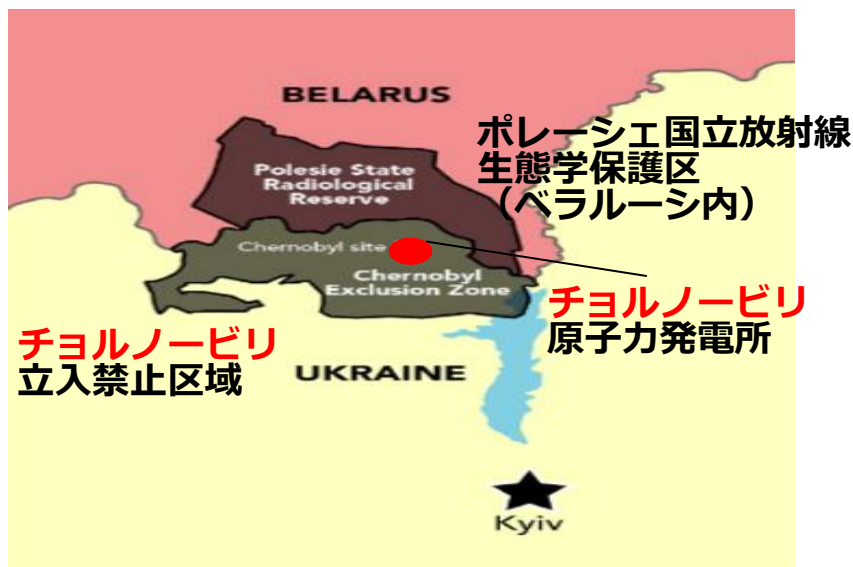 BELARUS
ポレーシェ国立放射線
生態学保護区
（ベラルーシ内）
Polesie State
Radiological
Reserve
Chernobyl site
Chernobyl
Exclusion Zone
チョルノービリ
原子力発電所
チョルノービリ
立入禁止区域
UKRAINE
Kyiv